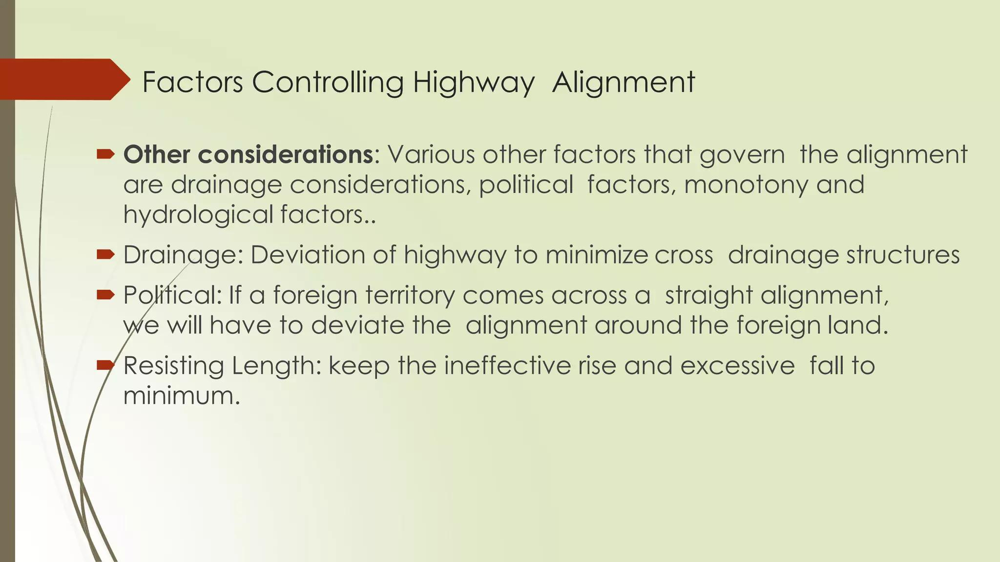 Factors Controlling Highway Alignment
Other considerations: Various other factors that govern the alignment
are drainage considerations, political factors, monotony and
hydrological factors..
Drainage: Deviation of highway to minimize cross drainage structures
Political: If a foreign territory comes across a straight alignment,
we will have to deviate the alignment around the foreign land.
Resisting Length: keep the ineffective rise and excessive fall to
minimum.